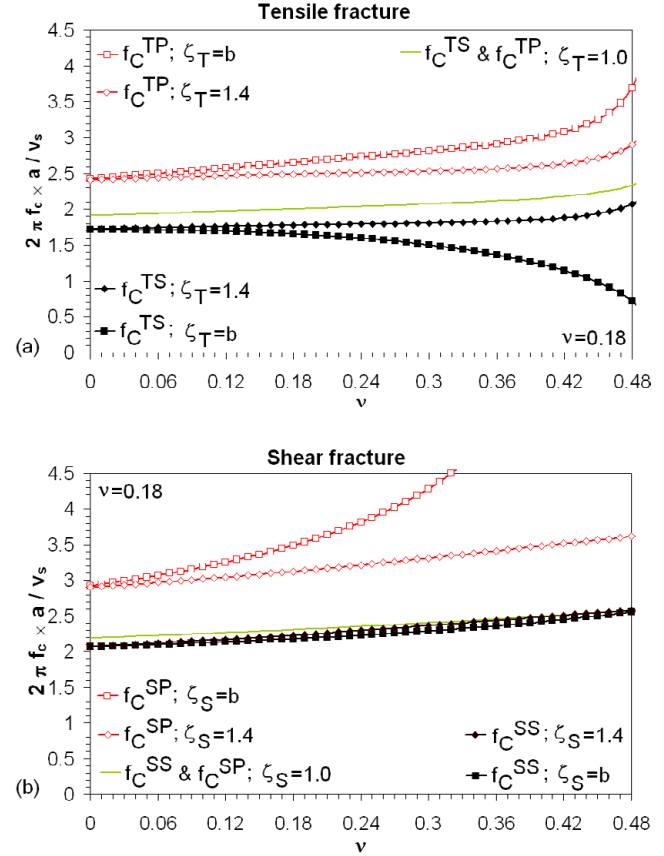 Tensile fracture
(a)
2 π f_c × a / v_s
4.5
4
3.5
3
2.5
2
1.5
1
0.5
0
f_C^TP; ζ_T=b
f_C^TP; ζ_T=1.4
f_C^TS & f_C^TP; ζ_T=1.0
f_C^TS; ζ_T=1.4
f_C^TS; ζ_T=b
ν=0.18
0 0.06 0.12 0.18 0.24 0.3 0.36 0.42 0.48
ν
Shear fracture
(b)
2 π f_c × a / v_s
4.5
4
3.5
3
2.5
2
1.5
1
0.5
0
ν=0.18
f_C^SP; ζ_S=b
f_C^SP; ζ_S=1.4
f_C^SS & f_C^SP; ζ_S=1.0
f_C^SS; ζ_S=1.4
f_C^SS; ζ_S=b
0 0.06 0.12 0.18 0.24 0.3 0.36 0.42 0.48
ν